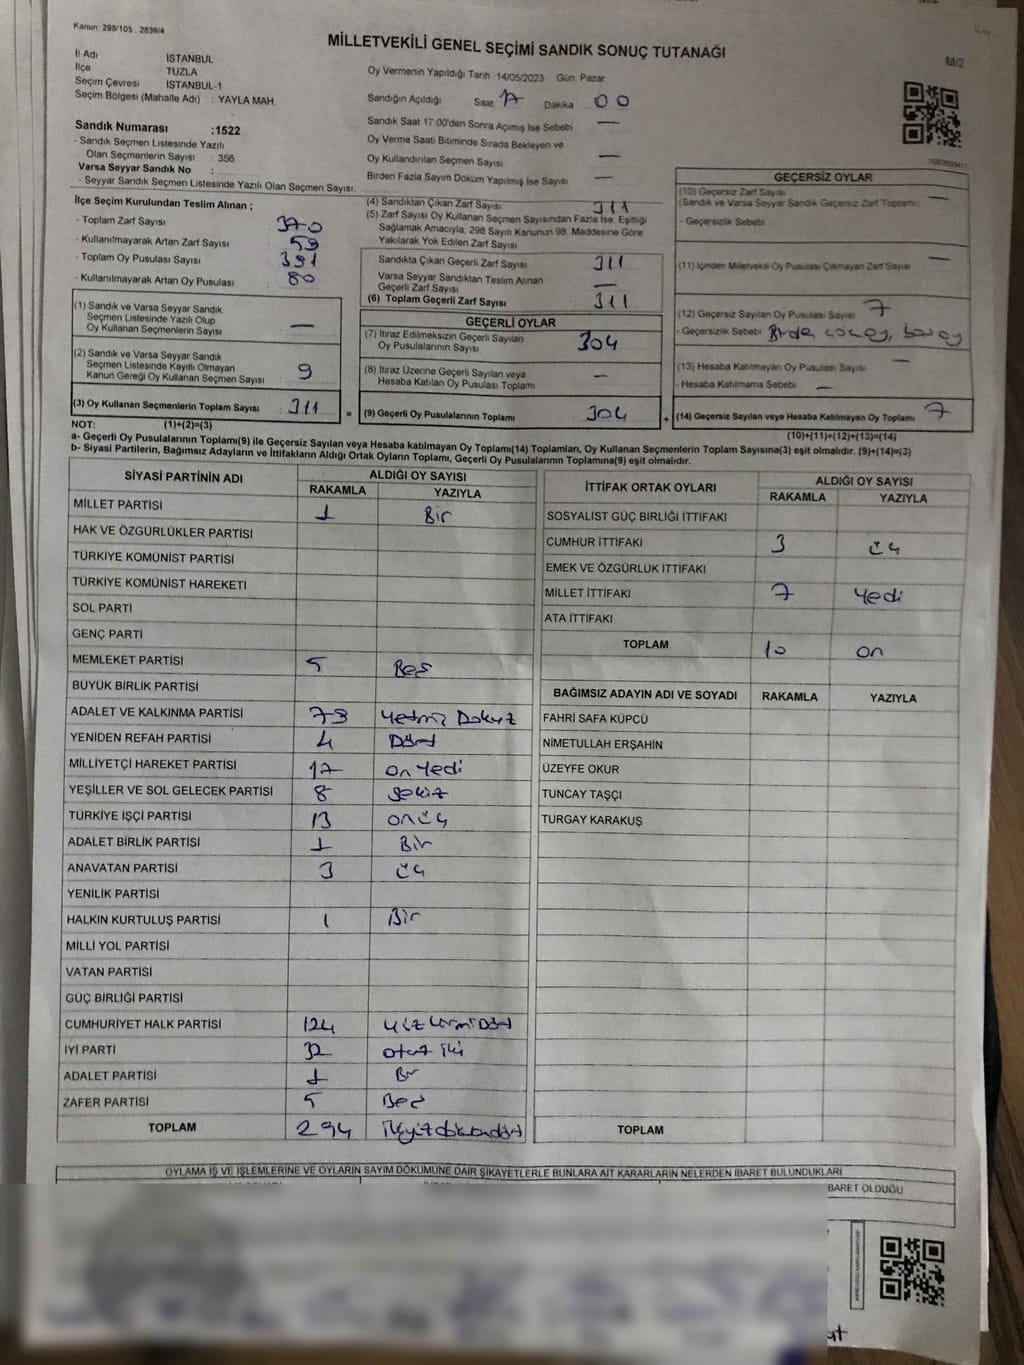 Kanun: 298/105 . 2839/4
MİLLETVEKİLİ GENEL SEÇİMİ SANDIK SONUÇ TUTANAĞI
M/2
İl Adı : İSTANBUL
İlçe TUZLA
Seçim Çevresi : İSTANBUL-1
Seçim Bölgesi (Mahalle Adı) : YAYLA MAH.
Sandık Numarası :1522
- Sandık Seçmen Listesinde Yazılı
Olan Seçmenlerin Sayısı : 356
Varsa Seyyar Sandık No :
- Seyyar Sandık Seçmen Listesinde Yazılı Olan Seçmen Sayısı:
Oy Vermenin Yapıldığı Tarih :14/05/2023 Gün: Pazar
Sandığın Açıldığı Saat 17 Dakika 00
Sandık Saat 17:00'den Sonra Açılmış İse Sebebi —
Oy Verme Saati Bitiminde Sırada Bekleyen ve
Oy Kullandırılan Seçmen Sayısı —
Birden Fazla Sayım Döküm Yapılmış İse Sayısı —
İlçe Seçim Kurulundan Teslim Alınan ;
- Toplam Zarf Sayısı : 370
- Kullanılmayarak Artan Zarf Sayısı : 59
- Toplam Oy Pusulası Sayısı : 391
- Kullanılmayarak Artan Oy Pusulası : 80
(1) Sandık ve Varsa Seyyar Sandık
Seçmen Listesinde Yazılı Olup
Oy Kullanan Seçmenlerin Sayısı : —
(2) Sandık ve Varsa Seyyar Sandık
Seçmen Listesinde Kayıtlı Olmayan
Kanun Gereği Oy Kullanan Seçmen Sayısı : 9
(3) Oy Kullanan Seçmenlerin Toplam Sayısı : 311 =
(4) Sandıktan Çıkan Zarf Sayısı 311
(5) Zarf Sayısı Oy Kullanan Seçmen Sayısından Fazla İse, Eşitliği
Sağlamak Amacıyla; 298 Sayılı Kanunun 98. Maddesine Göre
Yakılarak Yok Edilen Zarf Sayısı
Sandıkta Çıkan Geçerli Zarf Sayısı 311
Varsa Seyyar Sandıktan Teslim Alınan
Geçerli Zarf Sayısı —
(6) Toplam Geçerli Zarf Sayısı 311
GEÇERLİ OYLAR
(7) İtiraz Edilmeksizin Geçerli Sayılan
Oy Pusulalarının Sayısı 304
(8) İtiraz Üzerine Geçerli Sayılan veya
Hesaba Katılan Oy Pusulası Toplamı —
(9) Geçerli Oy Pusulalarının Toplamı 304 +
GEÇERSİZ OYLAR
(10) Geçersiz Zarf Sayısı —
(Sandık ve Varsa Seyyar Sandık Geçersiz Zarf Toplamı)
- Geçersizlik Sebebi
(11) İçinden Milletvekili Oy Pusulası Çıkmayan Zarf Sayısı —
(12) Geçersiz Sayılan Oy Pusulası Sayısı 7
- Geçersizlik Sebebi
(13) Hesaba Katılmayan Oy Pusulası Sayısı —
- Hesaba Katılmama Sebebi —
(14) Geçersiz Sayılan veya Hesaba Katılmayan Oy Toplamı 7
NOT: (1)+(2)=(3)
(10)+(11)+(12)+(13)=(14)
a- Geçerli Oy Pusulalarının Toplamı(9) ile Geçersiz Sayılan veya Hesaba katılmayan Oy Toplamı(14) Toplamları, Oy Kullanan Seçmenlerin Toplam Sayısına(3) eşit olmalıdır. (9)+(14)=(3)
b- Siyasi Partilerin, Bağımsız Adayların ve İttifakların Aldığı Ortak Oyların Toplamı, Geçerli Oy Pusulalarının Toplamına(9) eşit olmalıdır.
SİYASİ PARTİNİN ADI ALDIĞI OY SAYISI
RAKAMLA YAZIYLA
MİLLET PARTİSİ 1 Bir
HAK VE ÖZGÜRLÜKLER PARTİSİ
TÜRKİYE KOMÜNİST PARTİSİ
TÜRKİYE KOMÜNİST HAREKETİ
SOL PARTİ
GENÇ PARTİ
MEMLEKET PARTİSİ 5 Beş
BÜYÜK BİRLİK PARTİSİ
ADALET VE KALKINMA PARTİSİ 79 Yetmiş Dokuz
YENİDEN REFAH PARTİSİ 4 Dört
MİLLİYETÇİ HAREKET PARTİSİ 17 on Yedi
YEŞİLLER VE SOL GELECEK PARTİSİ 8 Sekiz
TÜRKİYE İŞÇİ PARTİSİ 13 on üç
ADALET BİRLİK PARTİSİ 1 Bir
ANAVATAN PARTİSİ 3 üç
YENİLİK PARTİSİ
HALKIN KURTULUŞ PARTİSİ 1 Bir
MİLLİ YOL PARTİSİ
VATAN PARTİSİ
GÜÇ BİRLİĞİ PARTİSİ
CUMHURİYET HALK PARTİSİ 124 yüz yirmi Dört
İYİ PARTİ 32 otuz iki
ADALET PARTİSİ 1 Bir
ZAFER PARTİSİ 5 Beş
TOPLAM 294 ikiyüzdoksandört
İTTİFAK ORTAK OYLARI ALDIĞI OY SAYISI
RAKAMLA YAZIYLA
SOSYALIST GÜÇ BİRLİĞİ İTTİFAKI
CUMHUR İTTİFAKI 3 üç
EMEK VE ÖZGÜRLÜK İTTİFAKI
MİLLET İTTİFAKI 7 Yedi
ATA İTTİFAKI
TOPLAM 10 on
BAĞIMSIZ ADAYIN ADI VE SOYADI RAKAMLA YAZIYLA
FAHRİ SAFA KÜPCÜ
NİMETULLAH ERŞAHİN
ÜZEYFE OKUR
TUNCAY TAŞÇI
TURGAY KARAKUŞ
TOPLAM
OYLAMA İŞ VE İŞLEMLERİNE VE OYLARIN SAYIM DÖKÜMÜNE DAİR ŞİKAYETLERLE BUNLARA AİT KARARLARIN NELERDEN İBARET BULUNDUKLARI
BARET OLDUĞU